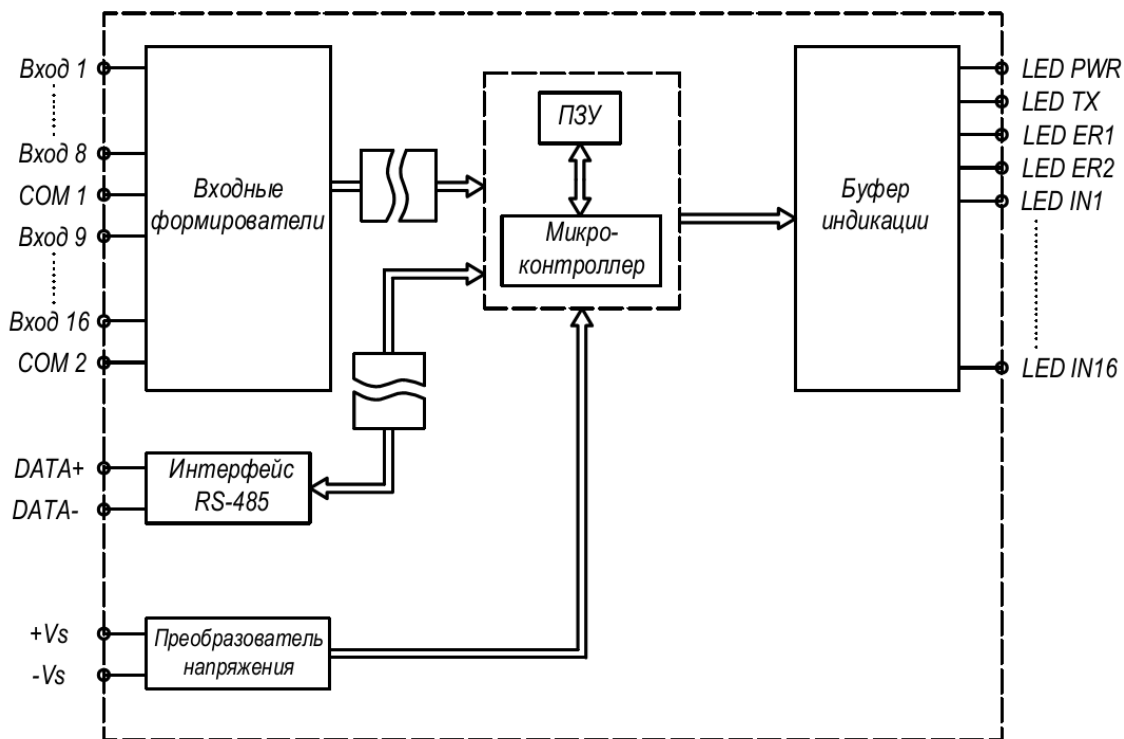 Вход 1
Вход 8
COM 1
Вход 9
Вход 16
COM 2
DATA+
DATA-
+Vs
-Vs
Входные
формирователи
Интерфейс
RS-485
Преобразователь
напряжения
ПЗУ
Микро-
контроллер
Буфер
индикации
LED PWR
LED TX
LED ER1
LED ER2
LED IN1
LED IN16